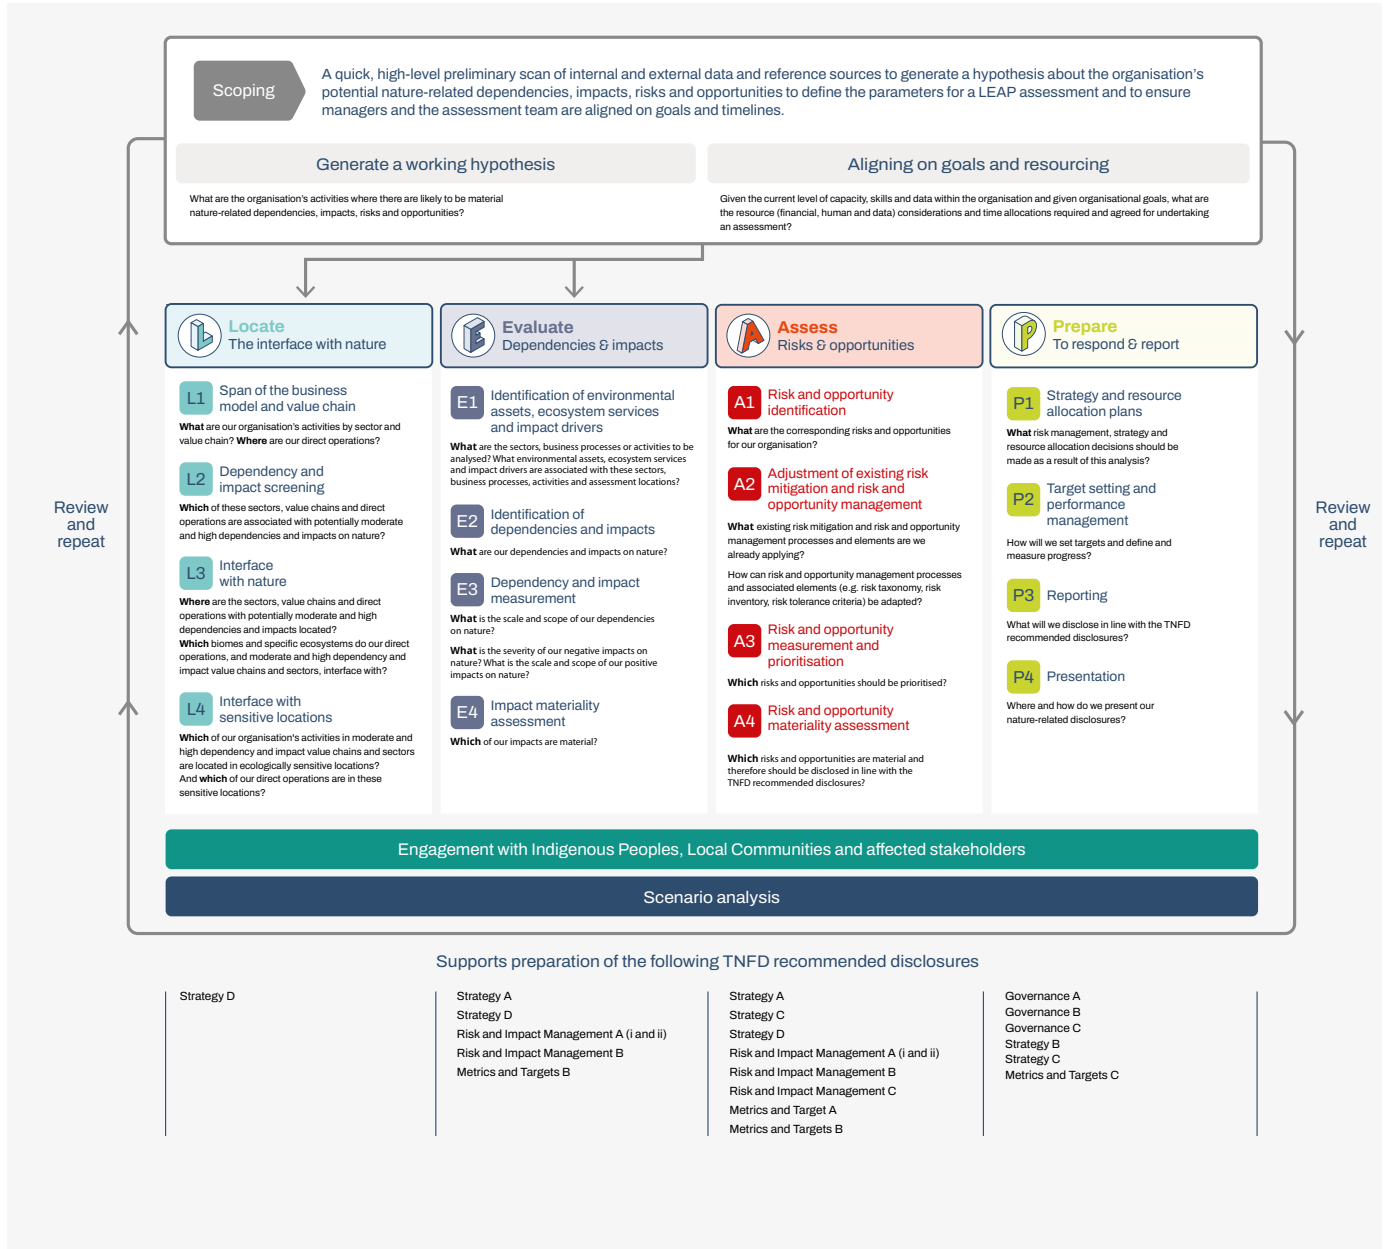 Scoping
A quick, high-level preliminary scan of internal and external data and reference sources to generate a hypothesis about the organisation's
potential nature-related dependencies, impacts, risks and opportunities to define the parameters for a LEAP assessment and to ensure
managers and the assessment team are aligned on goals and timelines.
Generate a working hypothesis
What are the organisation's activities where there are likely to be material
nature-related dependencies, impacts, risks and opportunities?
Aligning on goals and resourcing
Given the current level of capacity, skills and data within the organisation and given organisational goals, what are
the resource (financial, human and data) considerations and time allocations required and agreed for undertaking
an assessment?
Review
and
repeat
L
Locate
The interface with nature
L1
Span of the business
model and value chain
What are our organisation's activities by sector and
value chain? Where are our direct operations?
L2
Dependency and
impact screening
Which of these sectors, value chains and direct
operations are associated with potentially moderate
and high dependencies and impacts on nature?
L3
Interface
with nature
Where are the sectors, value chains and direct
operations with potentially moderate and high
dependencies and impacts located?
Which biomes and specific ecosystems do our direct
operations, and moderate and high dependency and
impact value chains and sectors, interface with?
L4
Interface with
sensitive locations
Which of our organisation's activities in moderate and
high dependency and impact value chains and sectors
are located in ecologically sensitive locations?
And which of our direct operations are in these
sensitive locations?
E
Evaluate
Dependencies & impacts
E1
Identification of environmental
assets, ecosystem services
and impact drivers
What are the sectors, business processes or activities to be
analysed? What environmental assets, ecosystem services
and impact drivers are associated with these sectors,
business processes, activities and assessment locations?
E2
Identification of
dependencies and impacts
What are our dependencies and impacts on nature?
E3
Dependency and impact
measurement
What is the scale and scope of our dependencies
on nature?
What is the severity of our negative impacts on
nature? What is the scale and scope of our positive
impacts on nature?
E4
Impact materiality
assessment
Which of our impacts are material?
A
Assess
Risks & opportunities
A1
Risk and opportunity
identification
What are the corresponding risks and opportunities
for our organisation?
A2
Adjustment of existing risk
mitigation and risk and
opportunity management
What existing risk mitigation and risk and opportunity
management processes and elements are we
already applying?
How can risk and opportunity management processes
and associated elements (e.g. risk taxonomy, risk
inventory, risk tolerance criteria) be adapted?
A3
Risk and opportunity
measurement and
prioritisation
Which risks and opportunities should be prioritised?
A4
Risk and opportunity
materiality assessment
Which risks and opportunities are material and
therefore should be disclosed in line with the
TNFD recommended disclosures?
P
Prepare
To respond & report
P1
Strategy and resource
allocation plans
What risk management, strategy and
resource allocation decisions should be
made as a result of this analysis?
P2
Target setting and
performance
management
How will we set targets and define and
measure progress?
P3
Reporting
What will we disclose in line with the TNFD
recommended disclosures?
P4
Presentation
Where and how do we present our
nature-related disclosures?
Review
and
repeat
Engagement with Indigenous Peoples, Local Communities and affected stakeholders
Scenario analysis
Supports preparation of the following TNFD recommended disclosures
Strategy D
Strategy A
Strategy D
Risk and Impact Management A (i and ii)
Risk and Impact Management B
Metrics and Targets B
Strategy A
Strategy C
Strategy D
Risk and Impact Management A (i and ii)
Risk and Impact Management B
Risk and Impact Management C
Metrics and Target A
Metrics and Targets B
Governance A
Governance B
Governance C
Strategy B
Strategy C
Metrics and Targets C